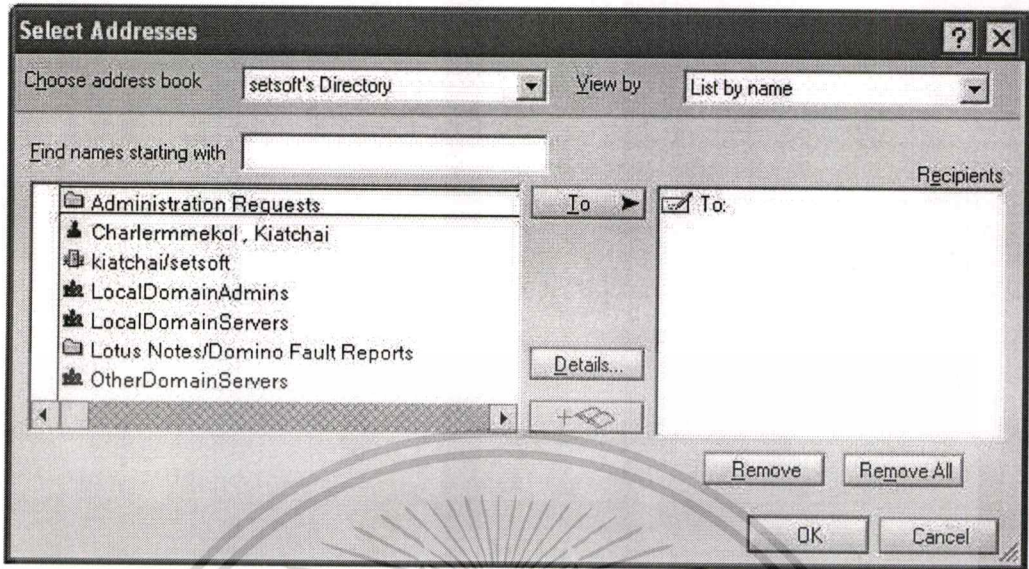 Select Addresses
Choose address book setsoft's Directory View by List by name
Find names starting with
Recipients
Administration Requests
Charlermmekol , Kiatchai
kiatchai/setsoft
LocalDomainAdmins
LocalDomainServers
Lotus Notes/Domino Fault Reports
OtherDomainServers
To
Details...
To:
Remove Remove All
OK Cancel